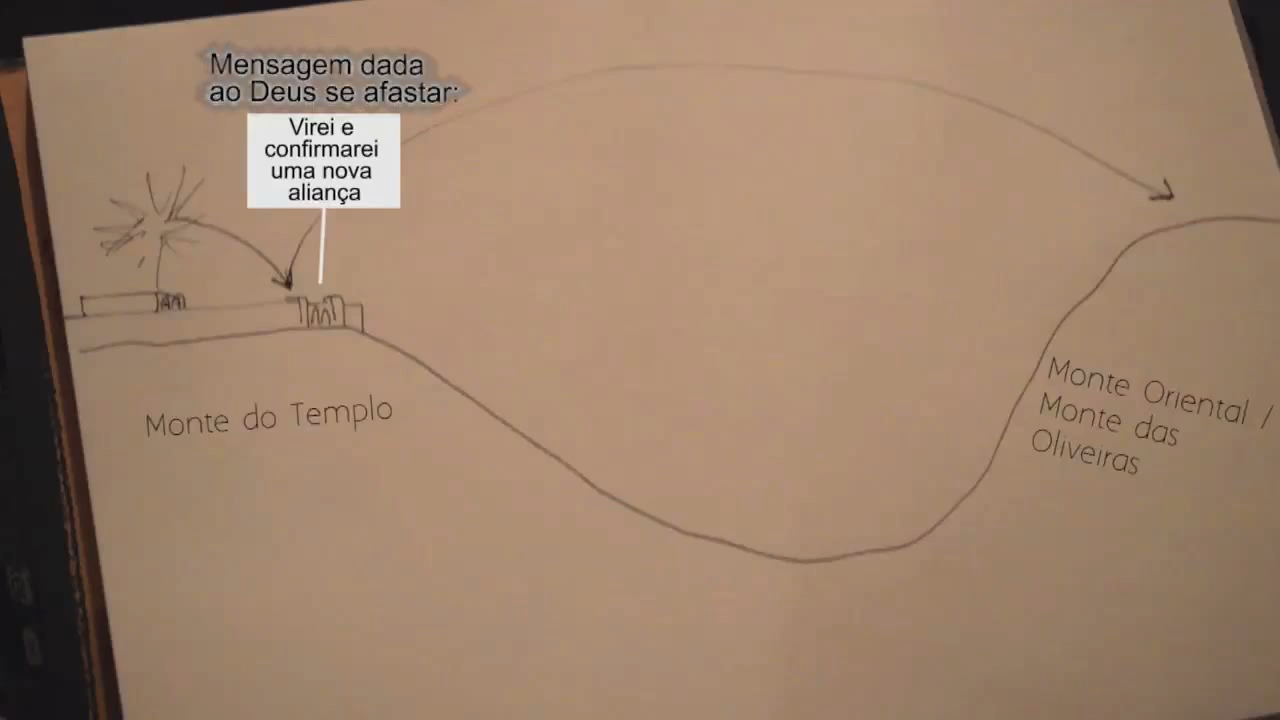 Mensagem dada
ao Deus se afastar:
Virei e
confirmarei
uma nova
aliança
Monte do Templo
Monte Oriental /
Monte das
Oliveiras